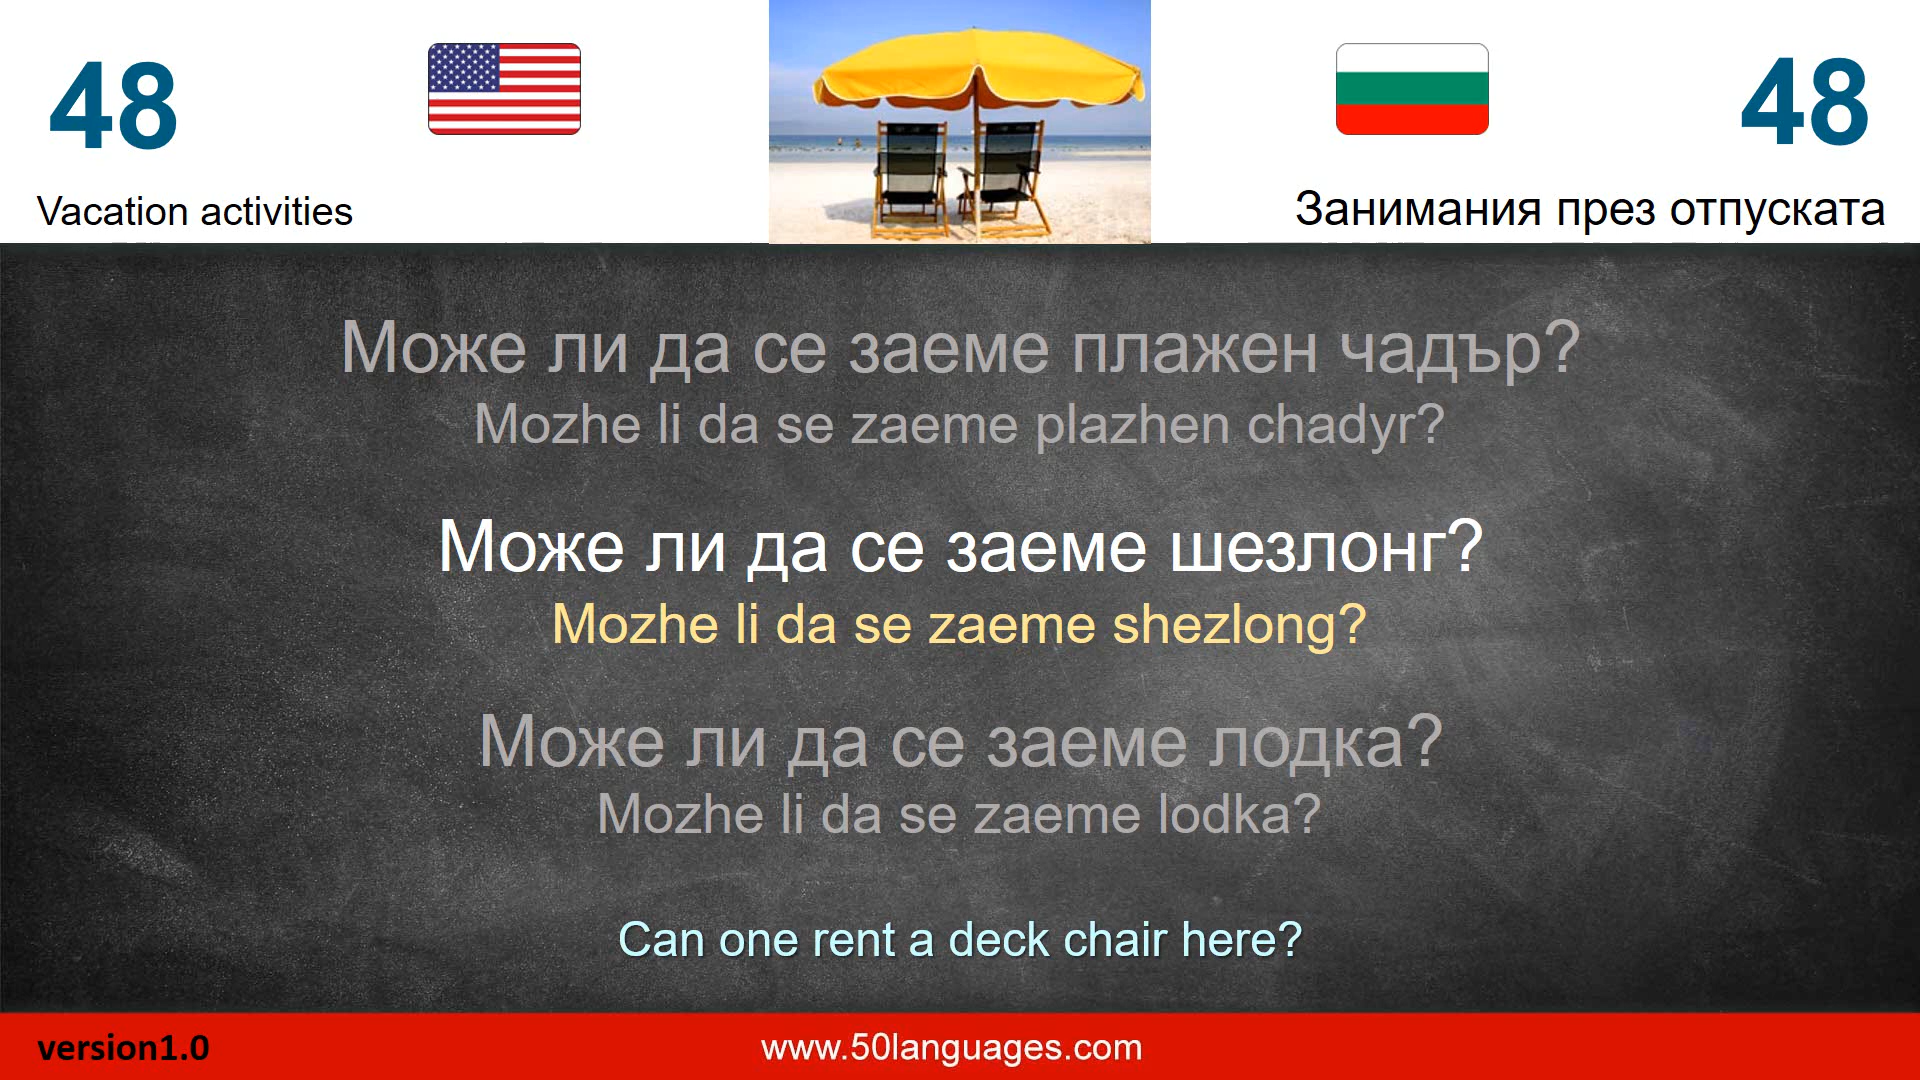 48
48
Vacation activities
Занимания през отпуската
Може ли да се заеме плажен чадър?
Mozhe li da se zaeme plazhen chadyr?
Може ли да се заеме шезлонг?
Mozhe li da se zaeme shezlong?
Може ли да се заеме лодка?
Mozhe li da se zaeme lodka?
Can one rent a deck chair here?
version1.0
www.50languages.com